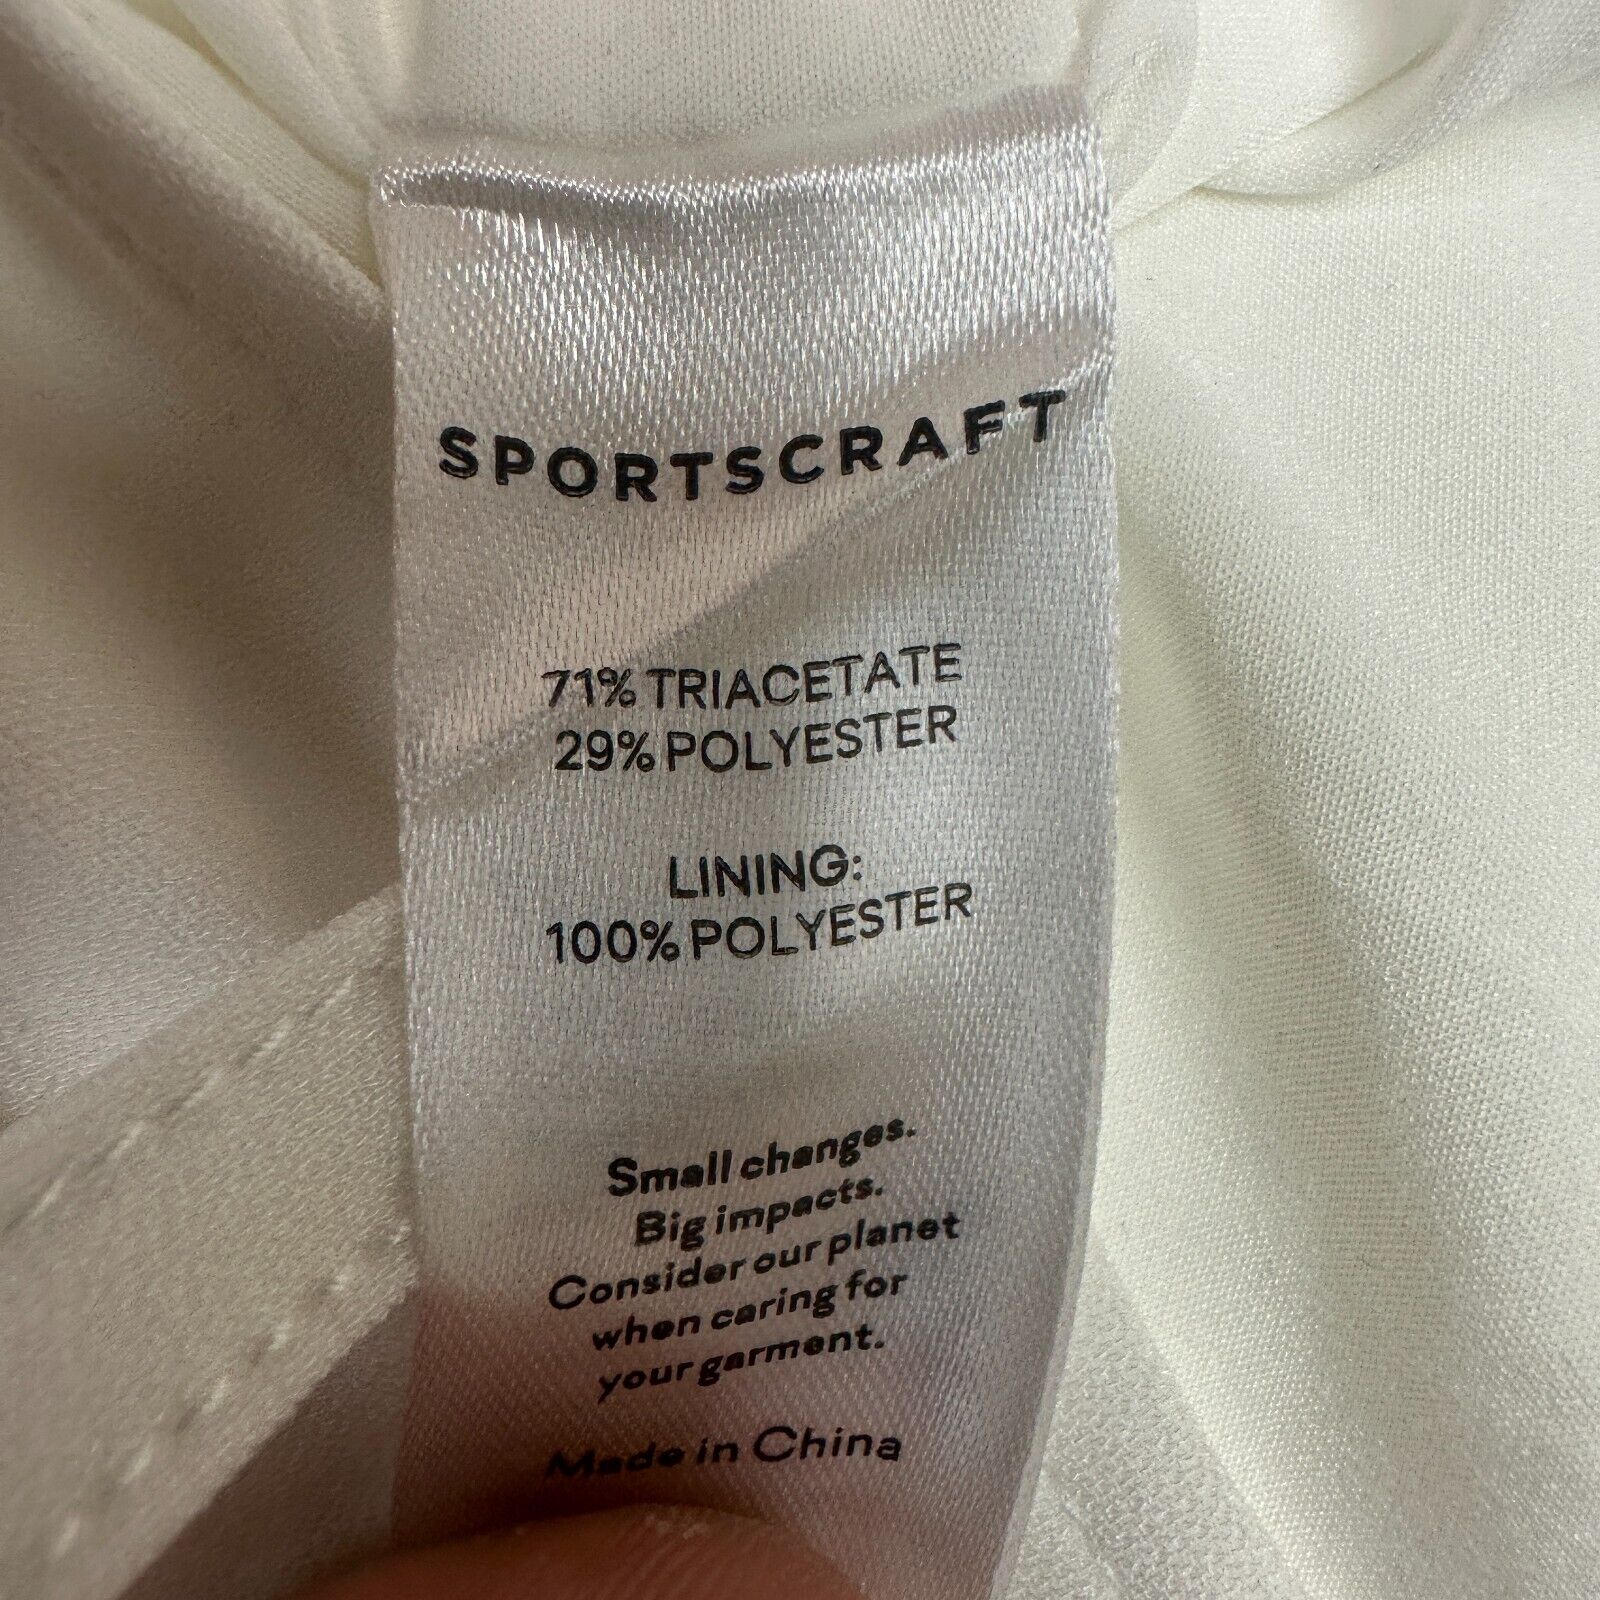 SPORTSCRAFT
71% TRIACETATE
29% POLYESTER
LINING:
100% POLYESTER
Small changes.
Big impacts.
Consider our planet
when caring for
your garment.
Made in China